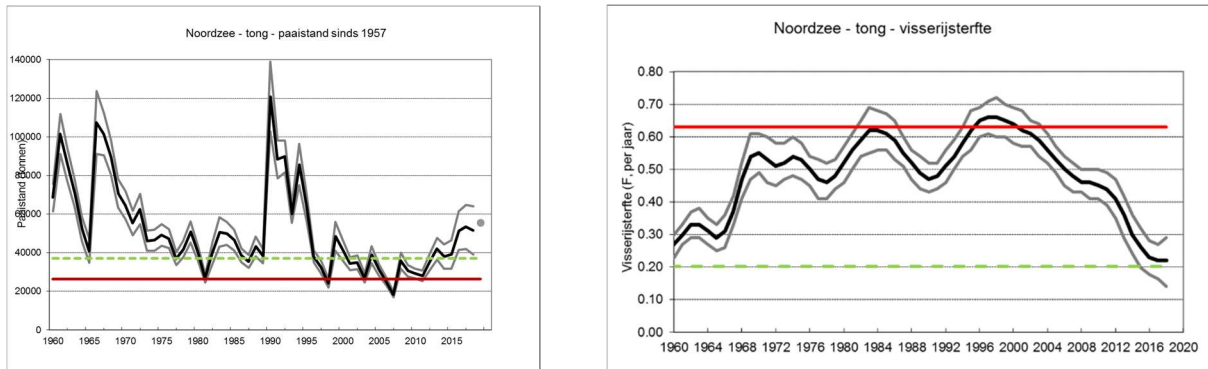 Noordzee - tong - paaistand sinds 1957
140000
120000
100000
80000
60000
40000
20000
0
Paaistand (tonnen)
1960 1965 1970 1975 1980 1985 1990 1995 2000 2005 2010 2015
Noordzee - tong - visserijsterfte
0.80
0.70
0.60
0.50
0.40
0.30
0.20
0.10
0.00
Visserijsterfte (F, per jaar)
1960 1964 1968 1972 1976 1980 1984 1988 1992 1996 2000 2004 2008 2012 2016 2020